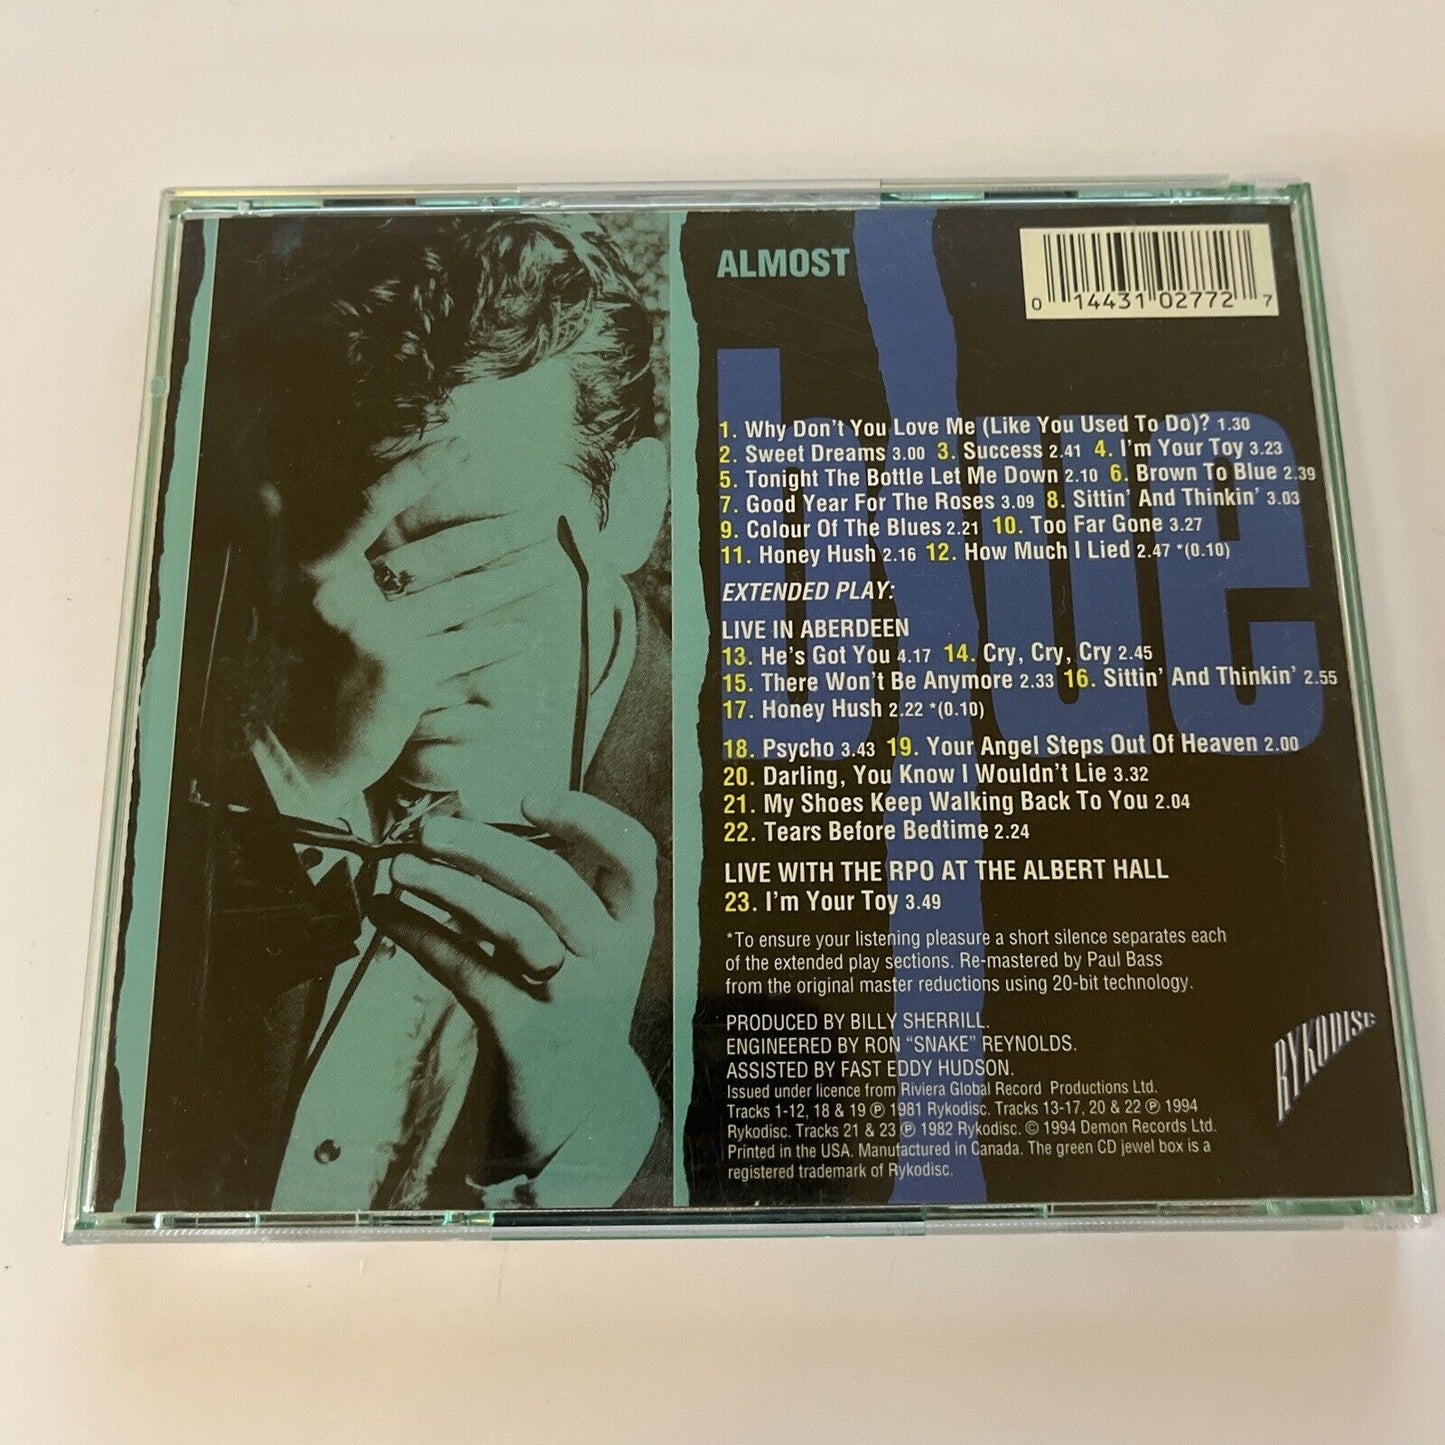 ALMOST
blue
0 14431 02772 7
1. Why Don't You Love Me (Like You Used To Do)? 1.30
2. Sweet Dreams 3.00 3. Success 2.41 4. I'm Your Toy 3.23
5. Tonight The Bottle Let Me Down 2.10 6. Brown To Blue 2.39
7. Good Year For The Roses 3.09 8. Sittin' And Thinkin' 3.03
9. Colour Of The Blues 2.21 10. Too Far Gone 3.27
11. Honey Hush 2.16 12. How Much I Lied 2.47 *(0.10)
EXTENDED PLAY:
LIVE IN ABERDEEN
13. He's Got You 4.17 14. Cry, Cry, Cry 2.45
15. There Won't Be Anymore 2.33 16. Sittin' And Thinkin' 2.55
17. Honey Hush 2.22 *(0.10)
18. Psycho 3.43 19. Your Angel Steps Out Of Heaven 2.00
20. Darling, You Know I Wouldn't Lie 3.32
21. My Shoes Keep Walking Back To You 2.04
22. Tears Before Bedtime 2.24
LIVE WITH THE RPO AT THE ALBERT HALL
23. I'm Your Toy 3.49
*To ensure your listening pleasure a short silence separates each
of the extended play sections. Re-mastered by Paul Bass
from the original master reductions using 20-bit technology.
PRODUCED BY BILLY SHERRILL.
ENGINEERED BY RON "SNAKE" REYNOLDS.
ASSISTED BY FAST EDDY HUDSON.
Issued under licence from Riviera Global Record Productions Ltd.
Tracks 1-12, 18 & 19 ℗ 1981 Rykodisc. Tracks 13-17, 20 & 22 ℗ 1994
Rykodisc. Tracks 21 & 23 ℗ 1982 Rykodisc. © 1994 Demon Records Ltd.
Printed in the USA. Manufactured in Canada. The green CD jewel box is a
registered trademark of Rykodisc.
RYKODISC